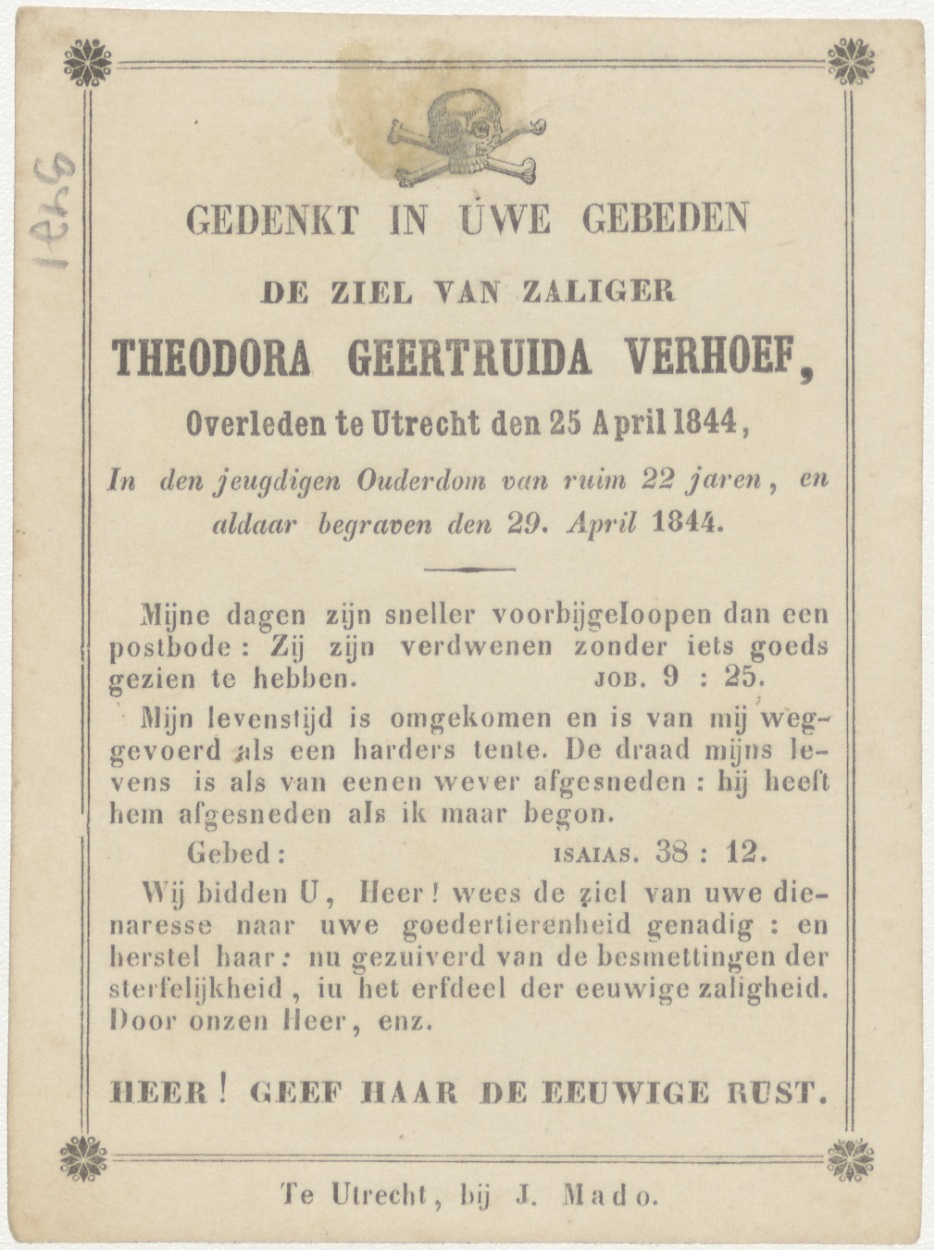 GEDENKT IN UWE GEBEDEN
DE ZIEL VAN ZALIGER
THEODORA GEERTRUIDA VERHOEF,
Overleden te Utrecht den 25 April 1844,
In den jeugdigen Ouderdom van ruim 22 jaren, en
aldaar begraven den 29. April 1844.
Mijne dagen zijn sneller voorbijgeloopen dan een
postbode : Zij zijn verdwenen zonder iets goeds
gezien te hebben. JOB. 9 : 25.
Mijn levenstijd is omgekomen en is van mij weg-
gevoerd als een harders tente. De draad mijns le-
vens is als van eenen wever afgesneden : hij heeft
hem afgesneden als ik maar begon.
Gebed : ISAIAS. 38 : 12.
Wij bidden U, Heer! wees de ziel van uwe die-
naresse naar uwe goedertierenheid genadig : en
herstel haar: nu gezuiverd van de besmettingen der
sterfelijkheid, iu het erfdeel der eeuwige zaligheid.
Door onzen Heer, enz.
HEER! GEEF HAAR DE EEUWIGE RUST.
Te Utrecht, bij J. Mado.